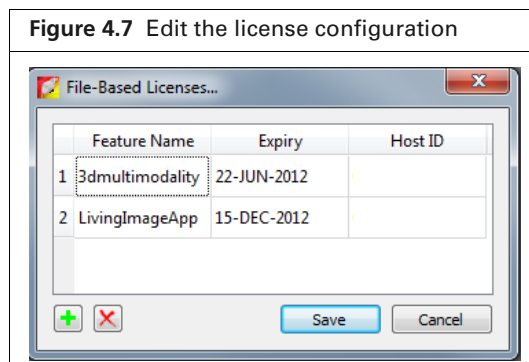 Figure 4.7 Edit the license configuration
File-Based Licenses...
Feature Name Expiry Host ID
1 3dmultimodality 22-JUN-2012
2 LivingImageApp 15-DEC-2012
Save Cancel